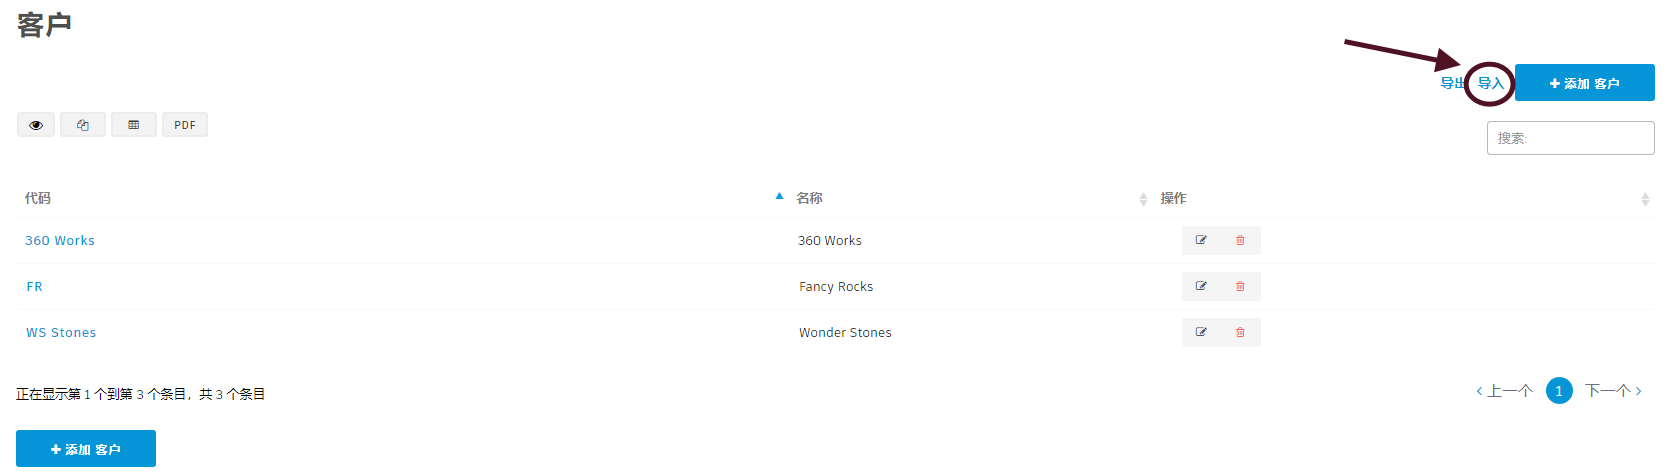 客户
导出 导入 添加 客户
PDF
搜索:
代码 名称 操作
360 Works 360 Works
FR Fancy Rocks
WS Stones Wonder Stones
正在显示第 1 个到第 3 个条目，共 3 个条目
上一个 1 下一个
添加 客户